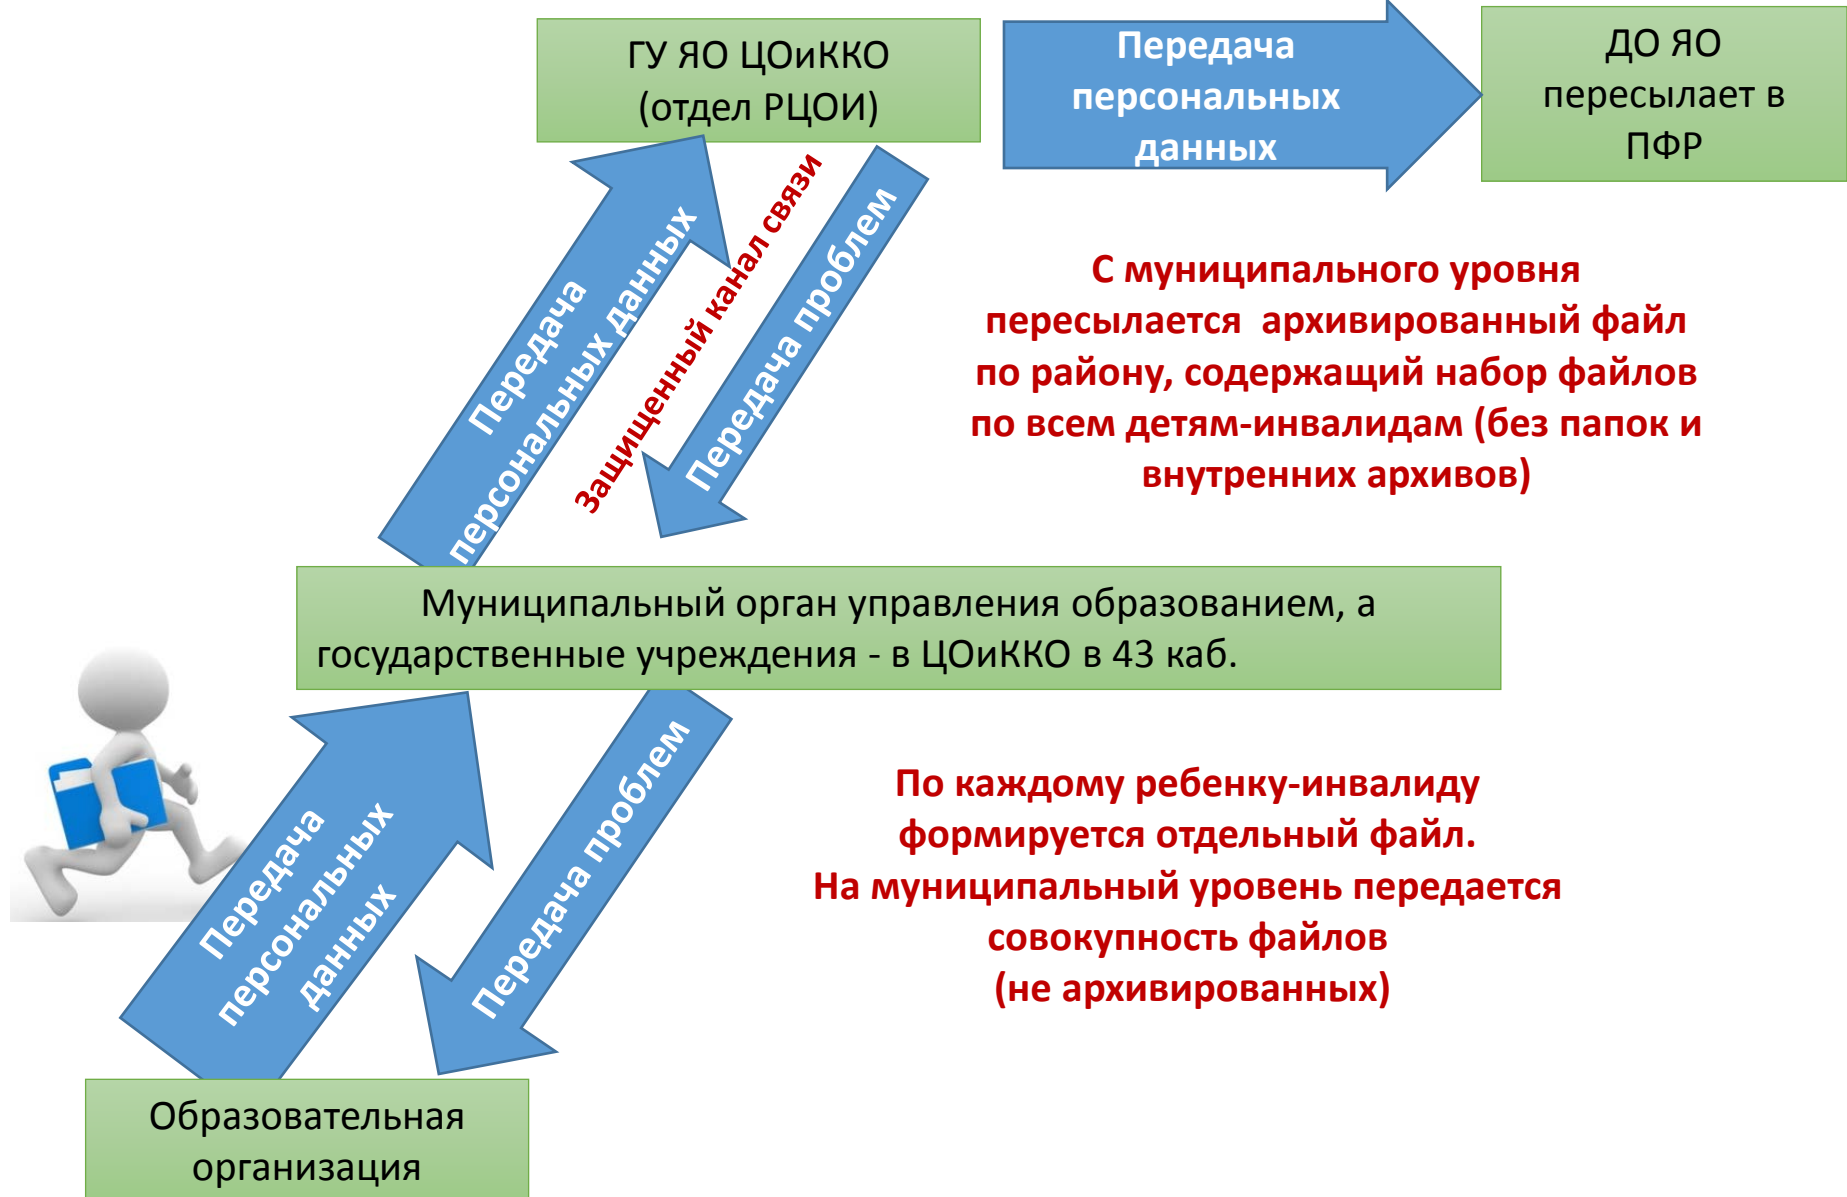 ГУ ЯО ЦОиККО
(отдел РЦОИ)
Передача
персональных
данных
ДО ЯО
пересылает в
ПФР
Передача
персональных данных
Защищенный канал связи
Передача проблем
С муниципального уровня
пересылается архивированный файл
по району, содержащий набор файлов
по всем детям-инвалидам (без папок и
внутренних архивов)
Муниципальный орган управления образованием, а
государственные учреждения - в ЦОиККО в 43 каб.
Передача
персональных
данных
Передача проблем
По каждому ребенку-инвалиду
формируется отдельный файл.
На муниципальный уровень передается
совокупность файлов
(не архивированных)
Образовательная
организация